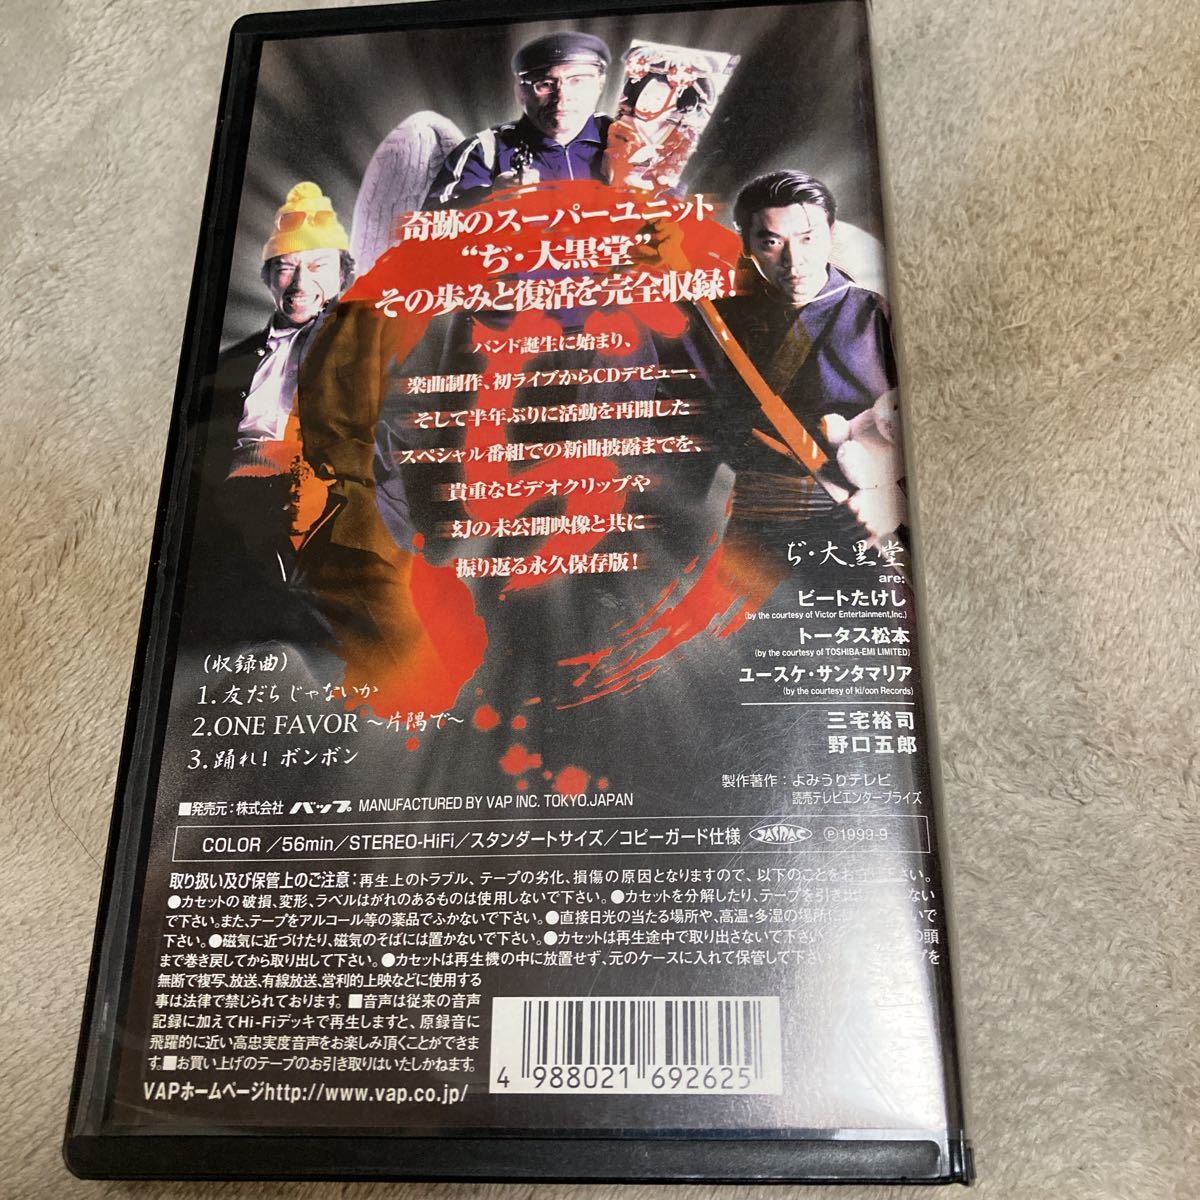 奇跡のスーパーユニット
“ぢ・大黒堂”
その歩みと復活を完全収録!
バンド誕生に始まり、
楽曲制作、初ライブからCDデビュー、
そして半年ぶりに活動を再開した
スペシャル番組での新曲披露までを、
貴重なビデオクリップや
幻の未公開映像と共に
振り返る永久保存版!
ぢ
ぢ・大黒堂
are:
ビートたけし
(by the courtesy of Victor Entertainment,Inc.)
トータス松本
(by the courtesy of TOSHIBA-EMI LIMITED)
ユースケ・サンタマリア
(by the courtesy of ki/oon Records)
三宅裕司
野口五郎
(収録曲)
1.友だちじゃないか
2.ONE FAVOR ~片隅で~
3.踊れ! ボンボン
製作著作:よみうりテレビ
読売テレビエンタープライズ
■発売元:株式会社 バップ MANUFACTURED BY VAP INC. TOKYO.JAPAN
COLOR /56min/STEREO-HiFi/スタンダートサイズ/コピーガード仕様 JASRAC Ⓟ1999-9
取り扱い及び保管上のご注意:再生上のトラブル、テープの劣化、損傷の原因となりますので、以下のことをお守り下さい。
●カセットの破損、変形、ラベルはがれのあるものは使用しないで下さい。●カセットを分解したり、テープを引き出し ない
で下さい。また、テープをアルコール等の薬品でふかないで下さい。●直接日光の当たる場所や、高温・多湿の場所に いで
下さい。●磁気に近づけたり、磁気のそばには置かないで下さい。●カセットは再生途中で取り出さないで下さい の頭
まで巻き戻してから取り出して下さい。●カセットは再生機の中に放置せず、元のケースに入れて保管して下さい プを
無断で複写、放送、有線放送、営利的上映などに使用する
事は法律で禁じられております。■音声は従来の音声
記録に加えてHi-Fiデッキで再生しますと、原録音に
飛躍的に近い高忠実度音声をお楽しみ頂くことができま
す。■お買い上げのテープのお引き取りはいたしかねます。
VAPホームページhttp://www.vap.co.jp/
4 988021 692625